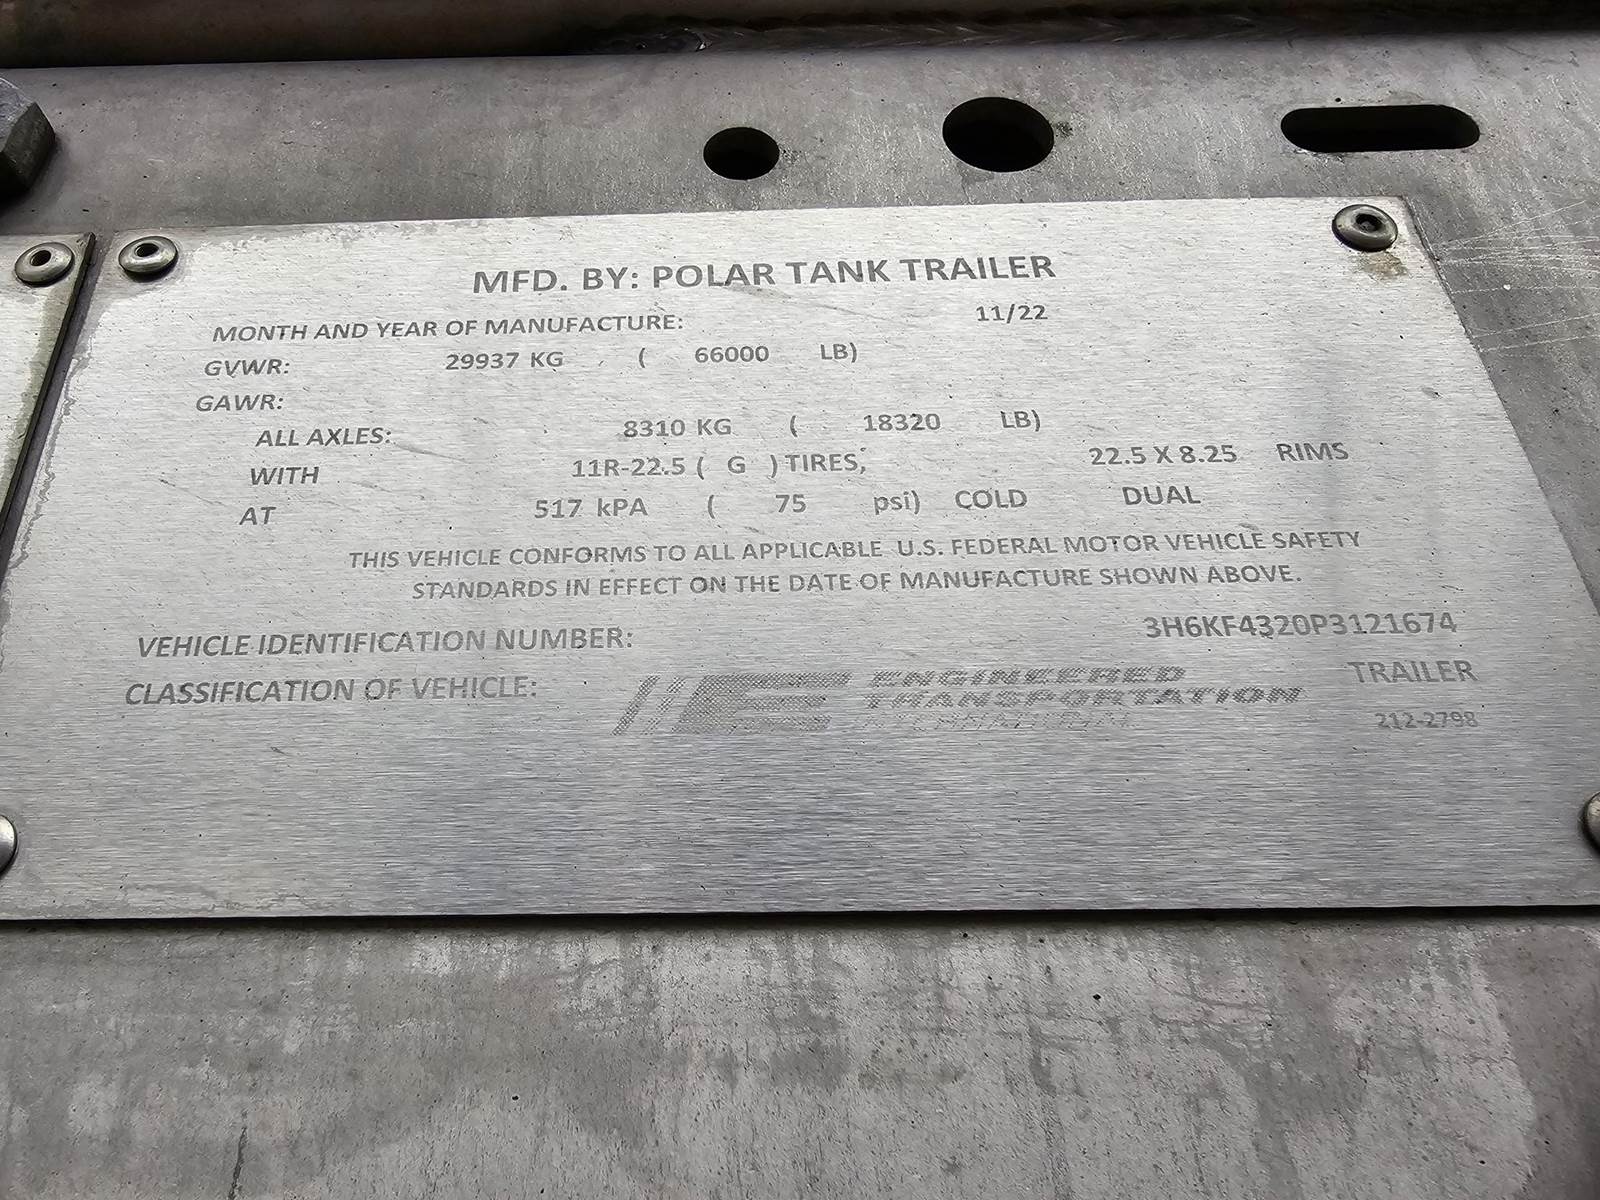 MFD. BY: POLAR TANK TRAILER
MONTH AND YEAR OF MANUFACTURE: 11/22
GVWR: 29937 KG ( 66000 LB)
GAWR:
ALL AXLES: 8310 KG ( 18320 LB)
WITH 11R-22.5 ( G ) TIRES, 22.5 X 8.25 RIMS
AT 517 kPA ( 75 psi) COLD DUAL
THIS VEHICLE CONFORMS TO ALL APPLICABLE U.S. FEDERAL MOTOR VEHICLE SAFETY
STANDARDS IN EFFECT ON THE DATE OF MANUFACTURE SHOWN ABOVE.
VEHICLE IDENTIFICATION NUMBER: 3H6KF4320P3121674
CLASSIFICATION OF VEHICLE: TRAILER
ENGINEERED
TRANSPORTATION
212-2798